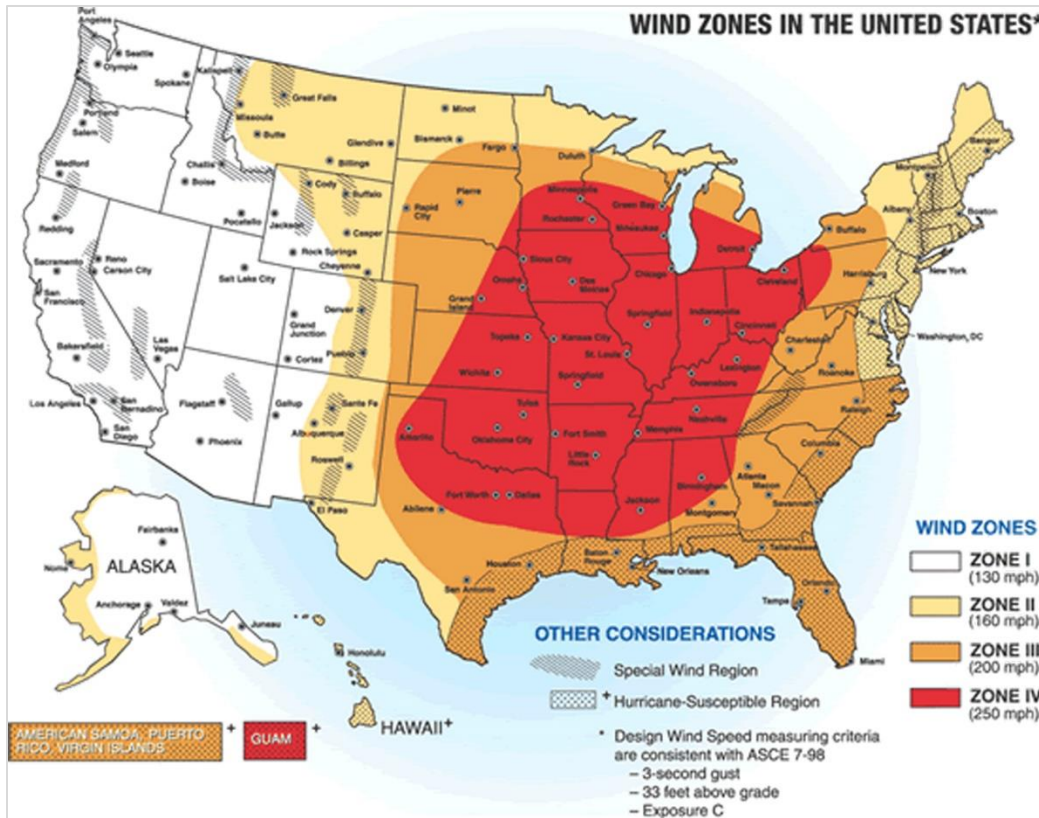 WIND ZONES IN THE UNITED STATES*
Port
Angeles
Seattle
Olympia
Spokane
Kalispell
Great Falls
Minot
Portland
Salem
Missoula
Butte
Glendive
Bismarck
Fargo
Duluth
Billings
Medford
Challis
Boise
Cody
Buffalo
Pierre
Rapid
City
Minneapolis
Rochester
Green Bay
Milwaukee
Bangor
Montpelier
Albany
Boston
Buffalo
Redding
Pocatello
Jackson
Casper
Rock Springs
Cheyenne
Sioux City
Detroit
Cleveland
New York
Harrisburg
Sacramento
Reno
Carson City
Salt Lake City
San
Francisco
Grand
Island
Omaha
Des
Moines
Chicago
Denver
Grand
Junction
Springfield
Indianapolis
Cincinnati
Washington, DC
Charleston
Bakersfield
Las
Vegas
Cortez
Pueblo
Topeka
Kansas City
St. Louis
Lexington
Roanoke
Wichita
Springfield
Owensboro
Los Angeles
San
Bernadino
Flagstaff
Gallup
Sante Fe
Tulsa
Nashville
Raleigh
San
Diego
Phoenix
Albuquerque
Amarillo
Oklahoma City
Fort Smith
Memphis
Columbia
Roswell
Little
Rock
Birmingham
Atlanta
Macon
El Paso
Fort Worth
Dallas
Abilene
Jackson
Montgomery
Savannah
Fairbanks
Nome
ALASKA
Anchorage
Valdez
Juneau
Houston
San Antonio
Baton
Rouge
New Orleans
Tallahassee
Orlando
Tampa
Miami
Honolulu
HAWAII+
AMERICAN SAMOA, PUERTO
RICO, VIRGIN ISLANDS
+
GUAM
+
OTHER CONSIDERATIONS
Special Wind Region
+ Hurricane-Susceptible Region
* Design Wind Speed measuring criteria
are consistent with ASCE 7-98
– 3-second gust
– 33 feet above grade
– Exposure C
WIND ZONES
ZONE I
(130 mph)
ZONE II
(160 mph)
ZONE III
(200 mph)
ZONE IV
(250 mph)